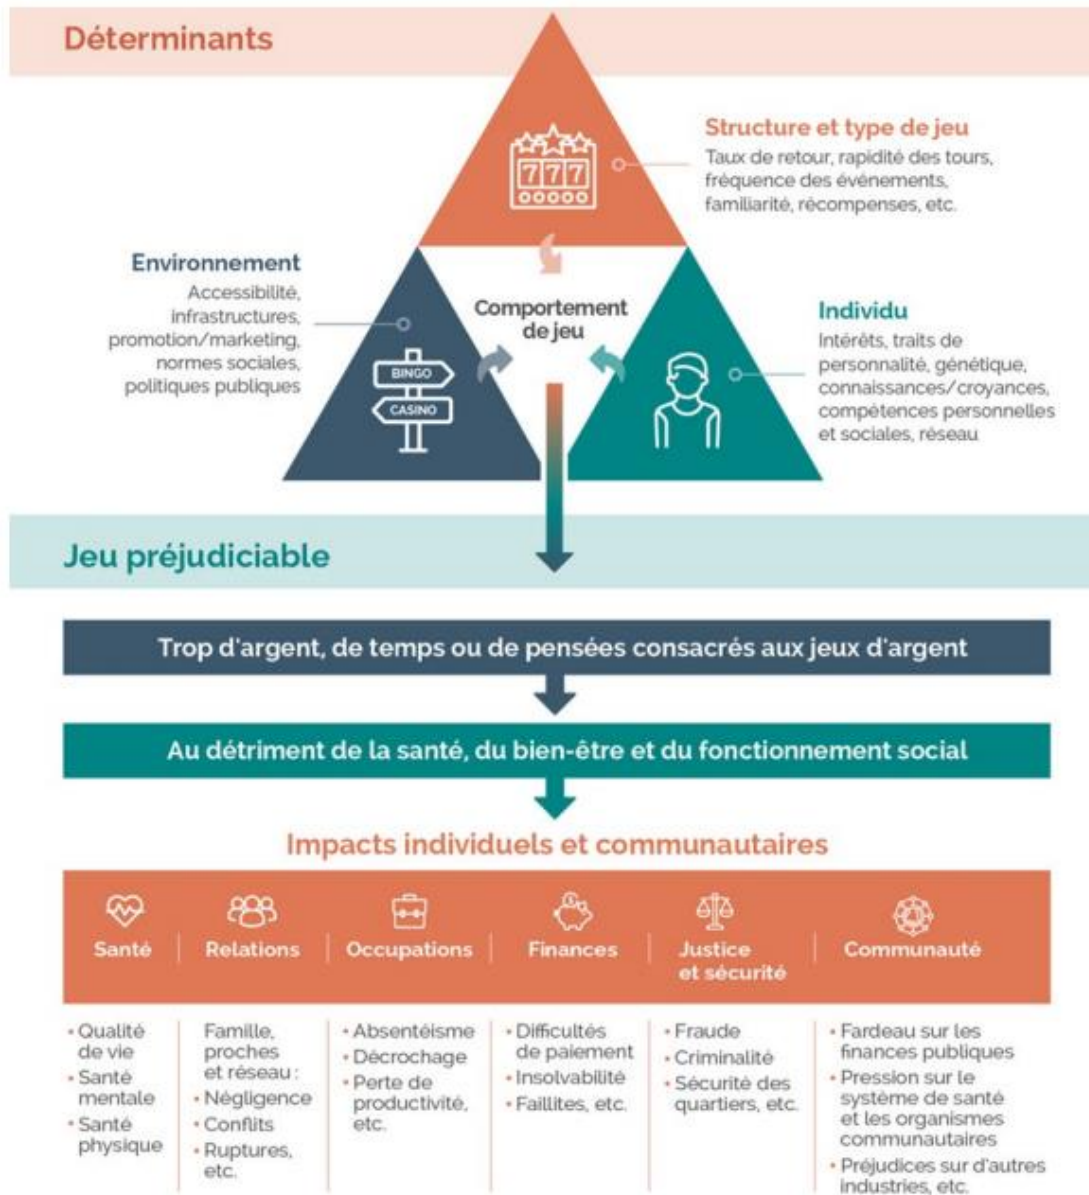 Déterminants
Structure et type de jeu
Taux de retour, rapidité des tours,
fréquence des événements,
familiarité, récompenses, etc.
777
Environnement
Accessibilité,
infrastructures,
promotion/marketing,
normes sociales,
politiques publiques
BINGO
CASINO
Comportement
de jeu
Individu
Intérêts, traits de
personnalité, génétique,
connaissances/croyances,
compétences personnelles
et sociales, réseau
Jeu préjudiciable
Trop d'argent, de temps ou de pensées consacrés aux jeux d'argent
Au détriment de la santé, du bien-être et du fonctionnement social
Impacts individuels et communautaires
Santé
• Qualité
de vie
• Santé
mentale
• Santé
physique
Relations
Famille,
proches
et réseau :
• Négligence
• Conflits
• Ruptures,
etc.
Occupations
• Absentéisme
• Décrochage
• Perte de
productivité,
etc.
$
Finances
• Difficultés
de paiement
• Insolvabilité
• Faillites, etc.
Justice
et sécurité
• Fraude
• Criminalité
• Sécurité des
quartiers, etc.
Communauté
• Fardeau sur les
finances publiques
• Pression sur le
système de santé
et les organismes
communautaires
• Préjudices sur d'autres
industries, etc.